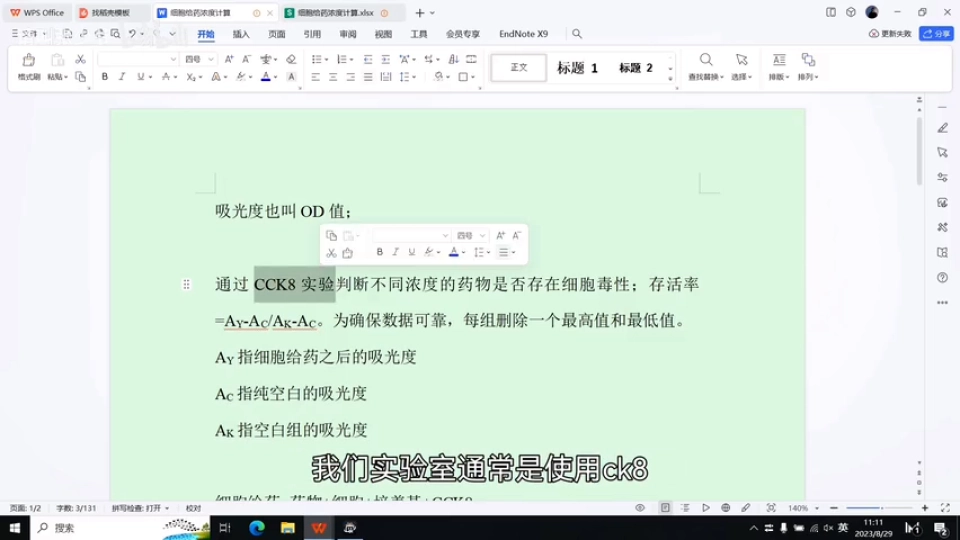 WPS Office
找稻壳模板
细胞给药浓度计算
细胞给药浓度计算.xlsx
文件
开始
插入
页面
引用
审阅
视图
工具
会员专享
EndNote X9
更新失败
分享
格式刷
粘贴
四号
正文
标题 1
标题 2
查找替换
选择
排版
排列
吸光度也叫 OD 值；
四号
通过 CCK8 实验判断不同浓度的药物是否存在细胞毒性；存活率
=AY-AC/AK-AC。为确保数据可靠，每组删除一个最高值和最低值。
AY 指细胞给药之后的吸光度
AC 指纯空白的吸光度
AK 指空白组的吸光度
我们实验室通常是使用ck8
页面: 1/2
字数: 3/131
拼写检查: 打开
校对
140%
搜索
英
11:11
2023/8/29